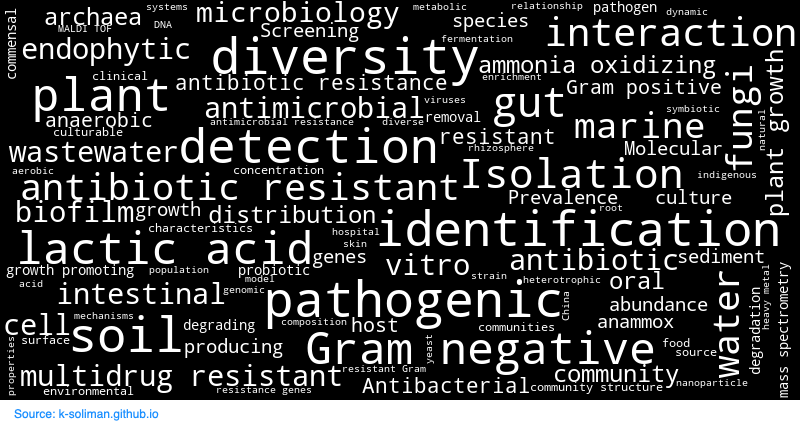 commensal
archaea
MALDI TOF
systems
DNA
microbiology
metabolic
relationship
pathogen
dynamic
species
Screening
fermentation
interaction
endophytic
diversity
ammonia oxidizing
clinical
antibiotic resistance
enrichment
Gram positive
plant
antimicrobial
viruses
gut
symbiotic
natural
fungi
plant growth
anaerobic
culturable
antimicrobial resistance
diverse
removal
marine
wastewater
detection
resistant
rhizosphere
Molecular
aerobic
concentration
Isolation
indigenous
antibiotic resistant
Prevalence
culture
biofilm
growth
distribution
root
characteristics
hospital
skin
identification
lactic acid
genes
vitro
antibiotic
sediment
growth promoting
population
probiotic
strain
heterotrophic
acid
model
genomic
intestinal
pathogenic
China
oral
abundance
water
degradation
heavy metal
mass spectrometry
cell
soil
mechanisms
degrading
composition
host
communities
anammox
surface
producing
Gram negative
yeast
food
source
properties
multidrug resistant
resistant Gram
community
nanoparticle
environmental
resistance genes
Antibacterial
community structure
Source: k-soliman.github.io